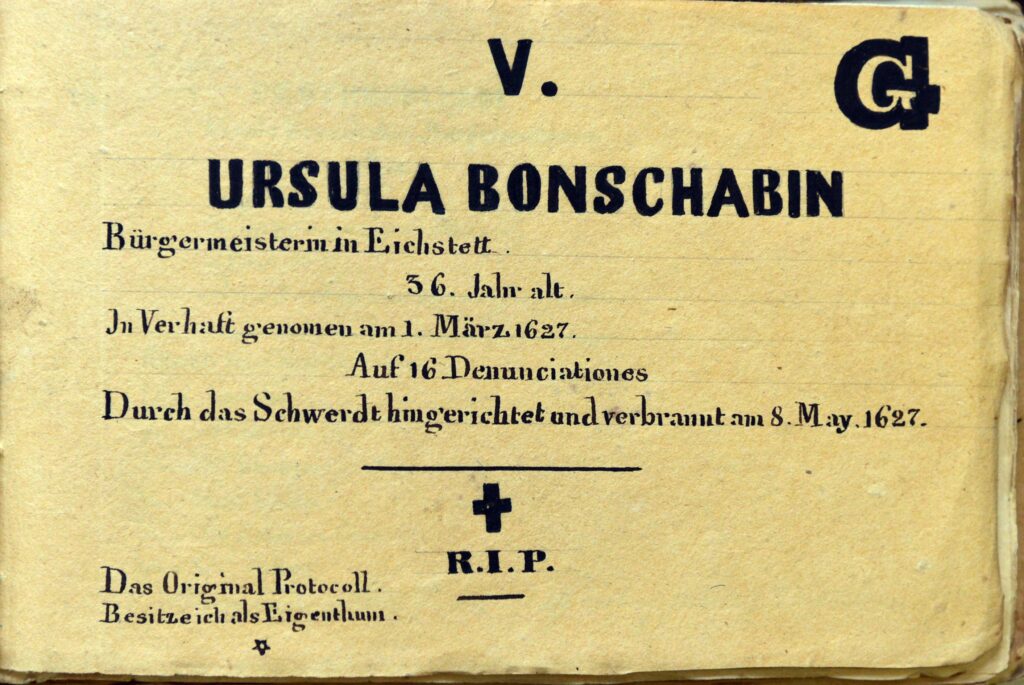 V.
G
URSULA BONSCHABIN
Bürgermeisterin in Eichstett.
36. Jahr alt.
In Verhaft genomen am 1. März 1627.
Auf 16 Denunciationes
Durch das Schwerdt hingerichtet und verbrannt am 8. May. 1627.
R.I.P.
Das Original Protocoll.
Besitze ich als Eigenthum.